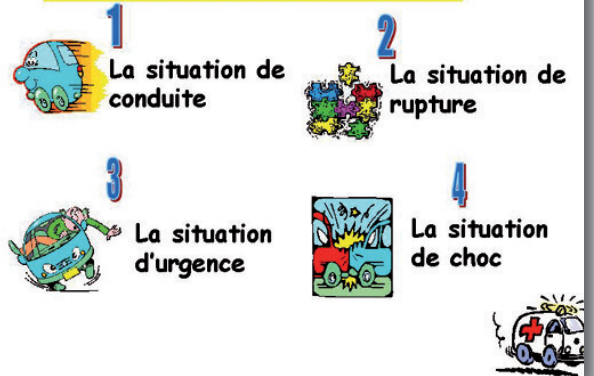 1
La situation de
conduite
2
La situation de
rupture
3
La situation
d'urgence
4
La situation
de choc